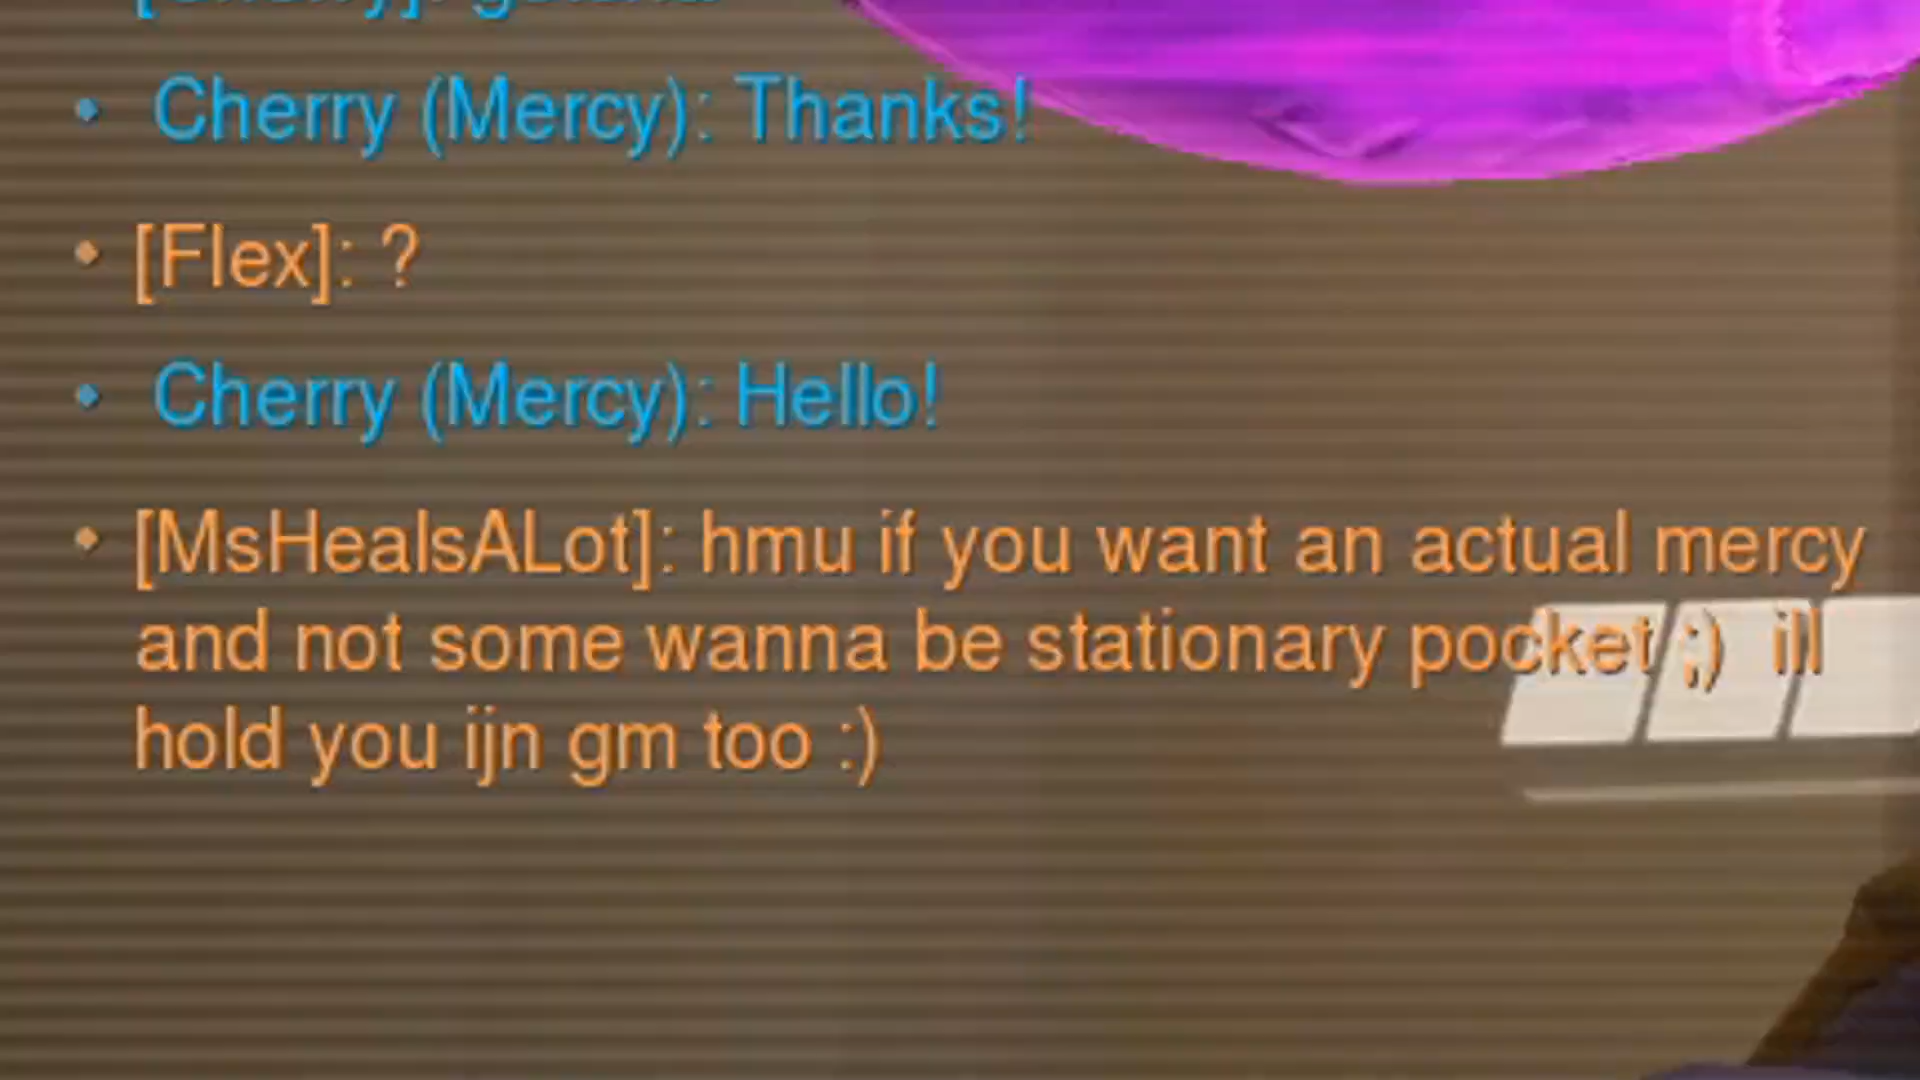 Cherry (Mercy): Thanks!
[Flex]: ?
Cherry (Mercy): Hello!
[MsHealsALot]: hmu if you want an actual mercy
and not some wanna be stationary pocket ;)  ill
hold you ijn gm too :)